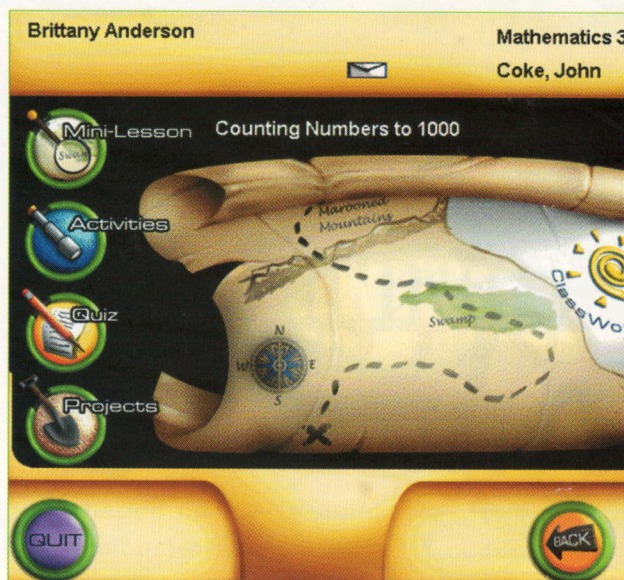 Brittany Anderson
Mathematics 3
Coke, John
Mini-Lesson
Counting Numbers to 1000
Swamp
Marooned
Mountains
Activities
Quiz
Swamp
N
W
E
S
Projects
QUIT
BACK